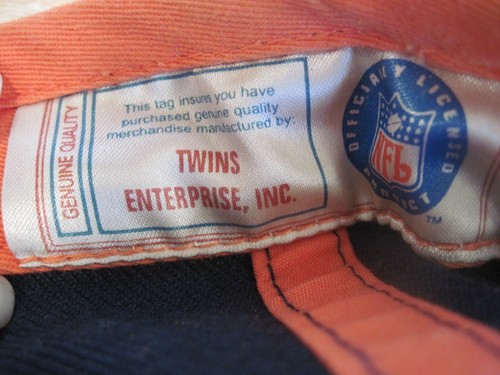 GENUINE QUALITY
This tag insures you have
purchased genuine quality
merchandise manufactured by:
TWINS
ENTERPRISE, INC.
OFFICIALLY LICENSED
NFL
PRODUCT
TM